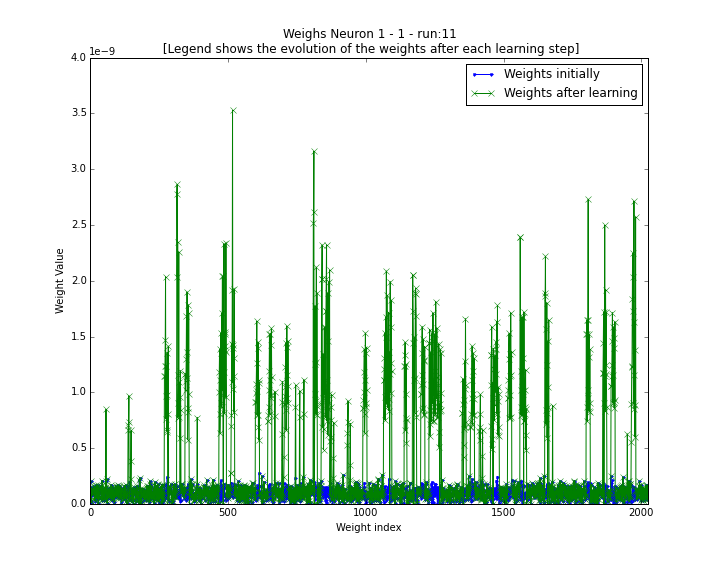 Weighs Neuron 1 - 1 - run:11
[Legend shows the evolution of the weights after each learning step]
1e−9
Weights initially
Weights after learning
4.0
3.5
3.0
2.5
2.0
1.5
1.0
0.5
0.0
Weight Value
0 500 1000 1500 2000
Weight index